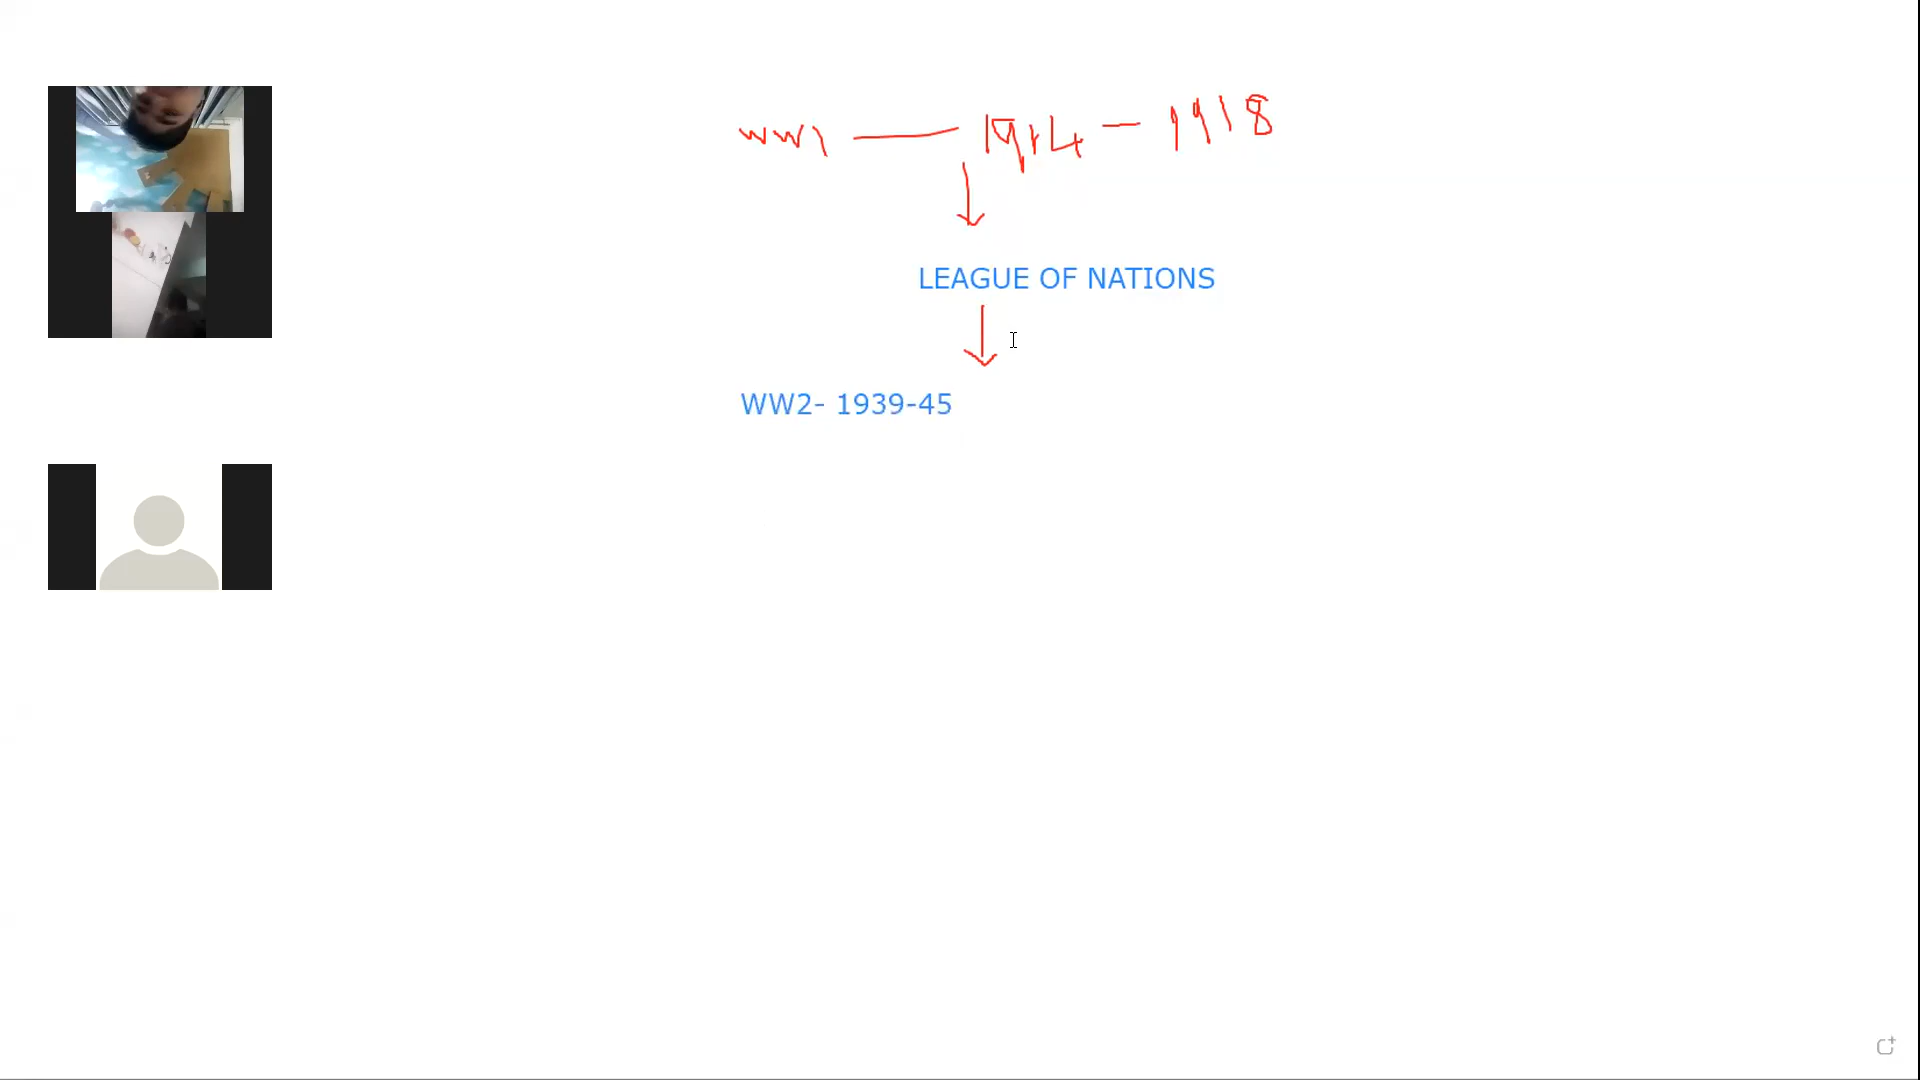 WW1 — 1914 — 1918
LEAGUE OF NATIONS
WW2- 1939-45